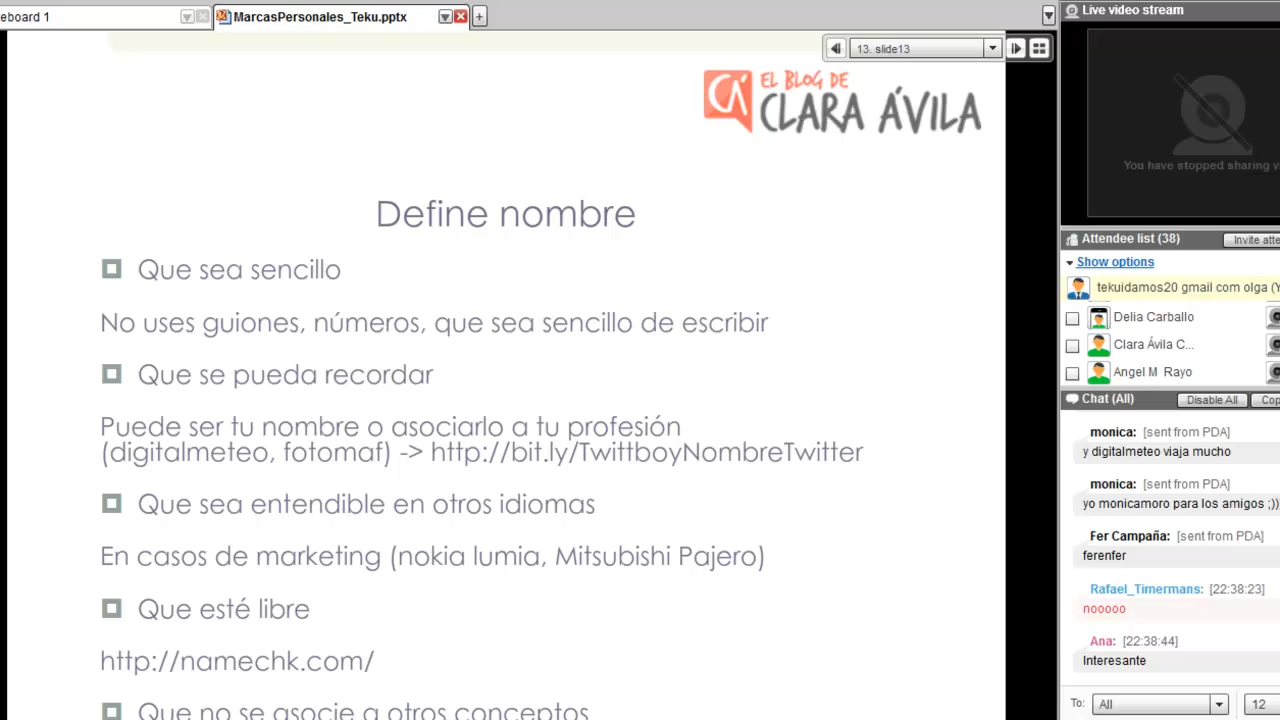 eboard 1
MarcasPersonales_Teku.pptx
13. slide13
EL BLOG DE
CLARA ÁVILA
CÁ
Define nombre
Que sea sencillo
No uses guiones, números, que sea sencillo de escribir
Que se pueda recordar
Puede ser tu nombre o asociarlo a tu profesión
(digitalmeteo, fotomaf) -> http://bit.ly/TwittboyNombreTwitter
Que sea entendible en otros idiomas
En casos de marketing (nokia lumia, Mitsubishi Pajero)
Que esté libre
http://namechk.com/
Que no se asocie a otros conceptos
Live video stream
You have stopped sharing v
Attendee list (38)
Invite atte
Show options
tekuidamos20 gmail com olga (Y
Delia Carballo
Clara Ávila C...
Angel M Rayo
Chat (All)
Disable All
Cop
monica: [sent from PDA]
y digitalmeteo viaja mucho
monica: [sent from PDA]
yo monicamoro para los amigos ;))
Fer Campaña: [sent from PDA]
ferenfer
Rafael_Timermans: [22:38:23]
nooooo
Ana: [22:38:44]
Interesante
To: All
12